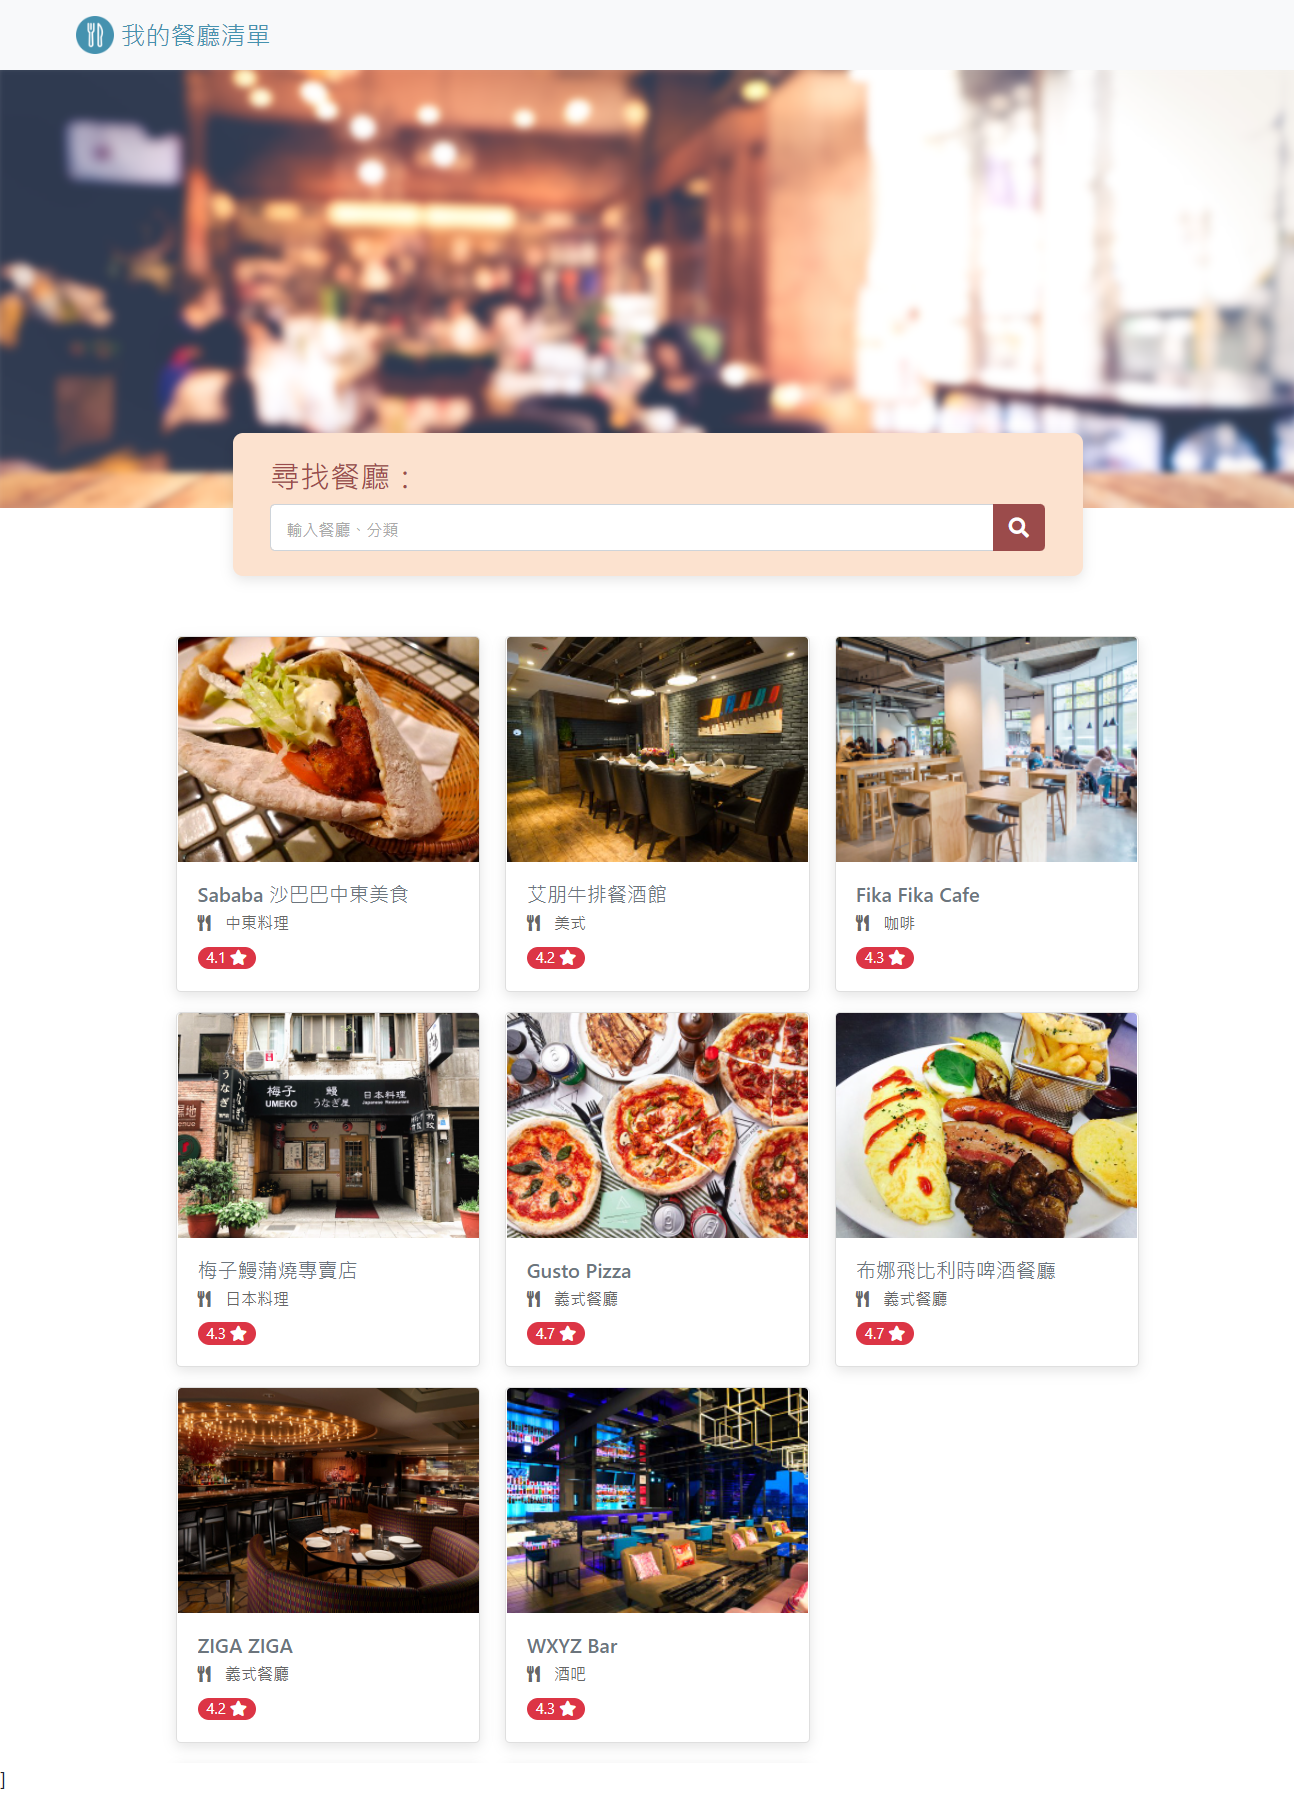 我的餐廳清單
尋找餐廳：
輸入餐廳、分類
Sababa 沙巴巴中東美食
中東料理
4.1
艾朋牛排餐酒館
美式
4.2
Fika Fika Cafe
咖啡
4.3
梅子
UMEKO
鰻
うなぎ屋
日本料理
Japanese Restaurant
うなぎ
梅子鰻蒲燒專賣店
日本料理
4.3
Gusto Pizza
義式餐廳
4.7
布娜飛比利時啤酒餐廳
義式餐廳
4.7
ZIGA ZIGA
義式餐廳
4.2
WXYZ Bar
酒吧
4.3
]